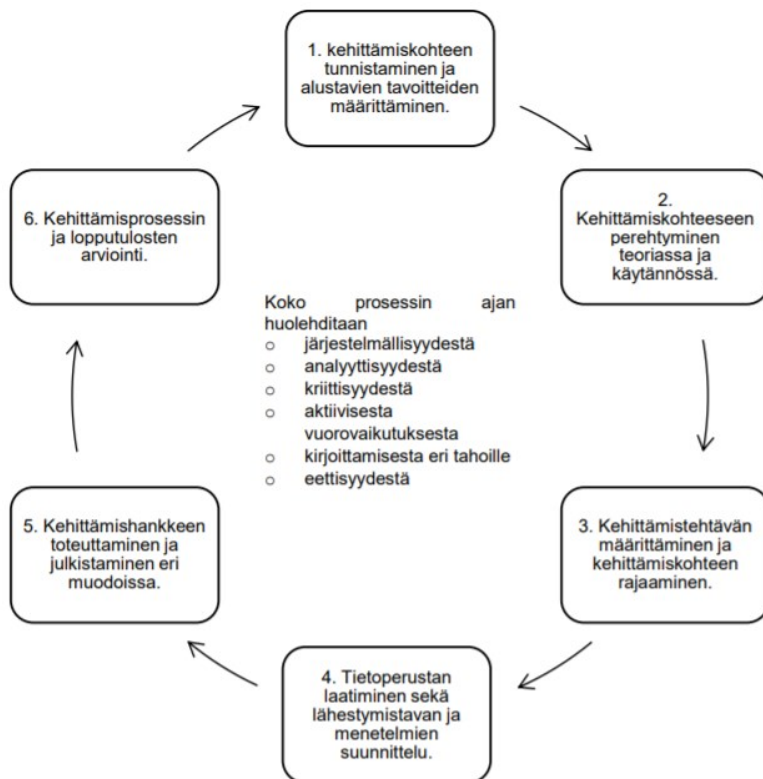 1. kehittämiskohteen
tunnistaminen ja
alustavien tavoitteiden
määrittäminen.
2.
Kehittämiskohteeseen
perehtyminen
teoriassa ja
käytännössä.
3. Kehittämistehtävän
määrittäminen ja
kehittämiskohteen
rajaaminen.
4. Tietoperustan
laatiminen sekä
lähestymistavan ja
menetelmien
suunnittelu.
5. Kehittämishankkeen
toteuttaminen ja
julkistaminen eri
muodoissa.
6. Kehittämisprosessin
ja lopputulosten
arviointi.
Koko prosessin ajan
huolehditaan
o järjestelmällisyydestä
o analyyttisyydestä
o kriittisyydestä
o aktiivisesta
vuorovaikutuksesta
o kirjoittamisesta eri tahoille
o eettisyydestä